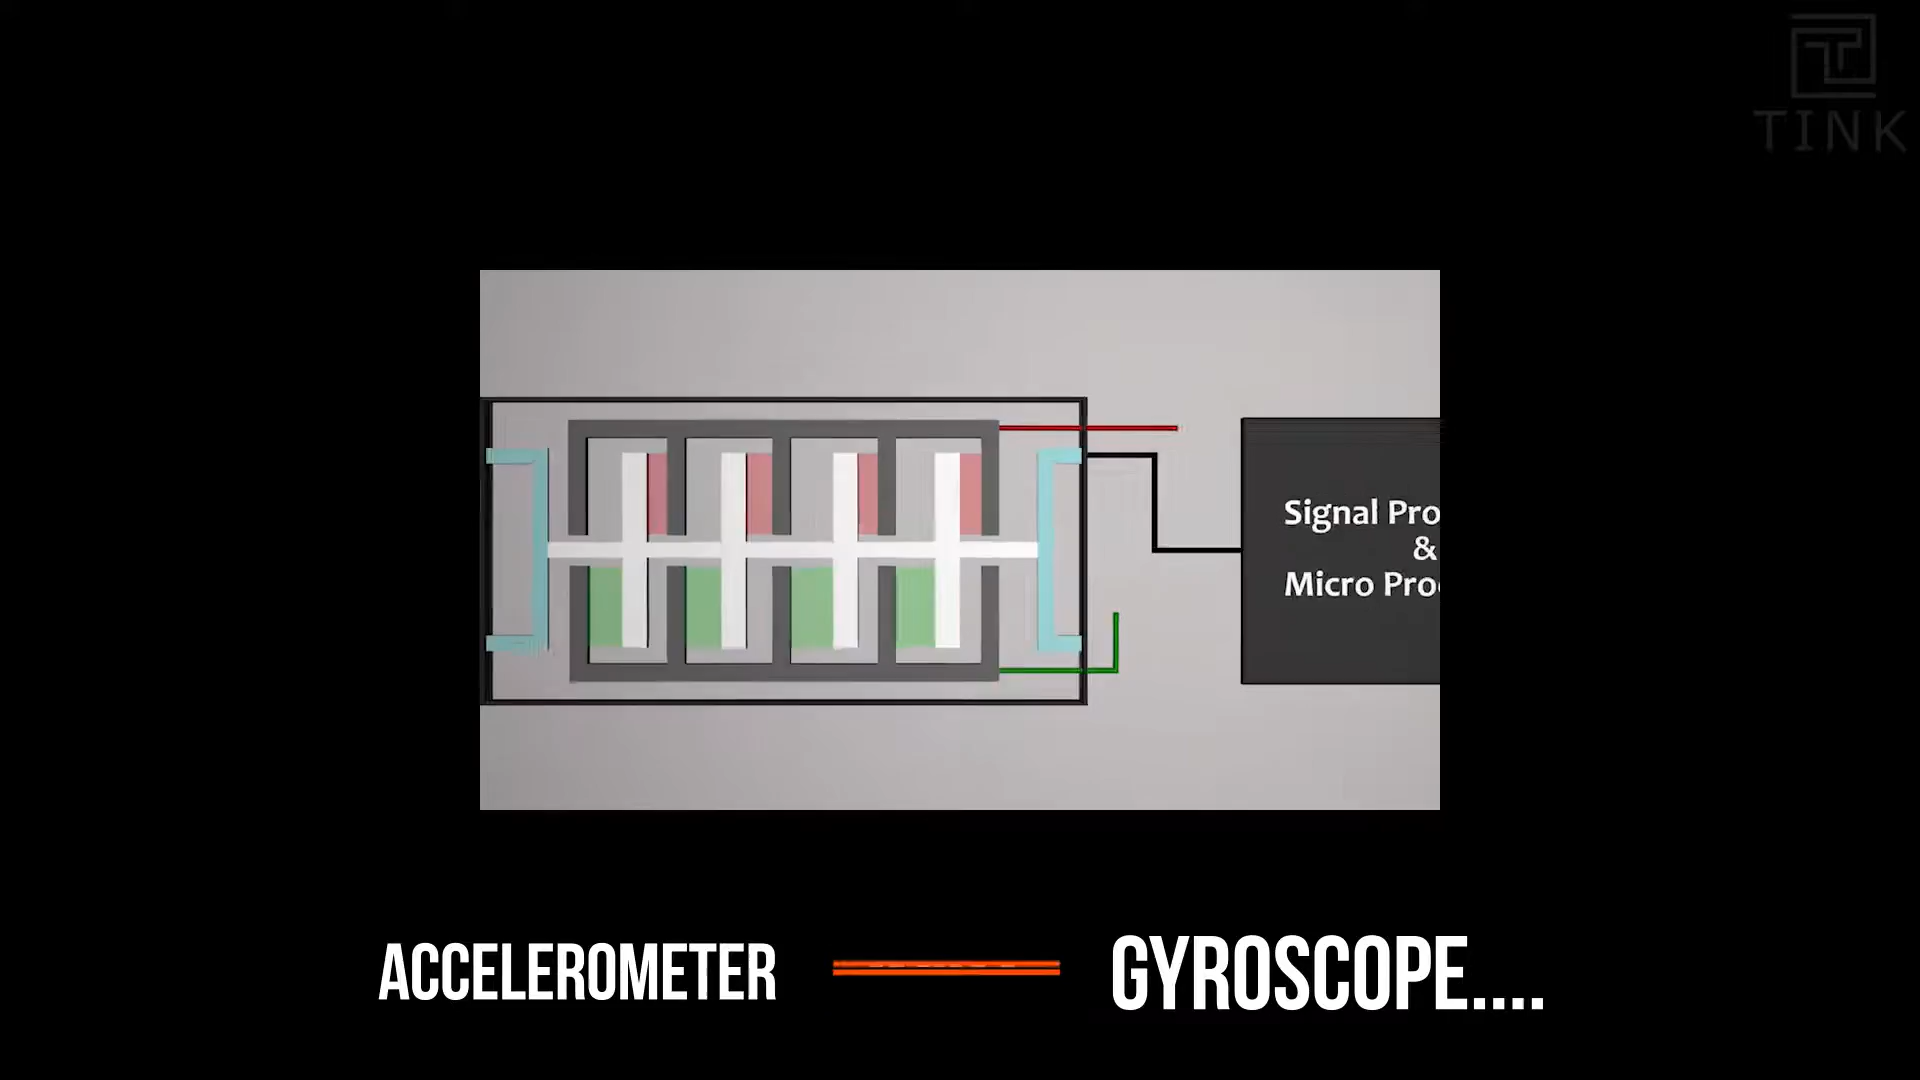 TINK
Signal Pro
&
Micro Pro
ACCELEROMETER
GYROSCOPE....